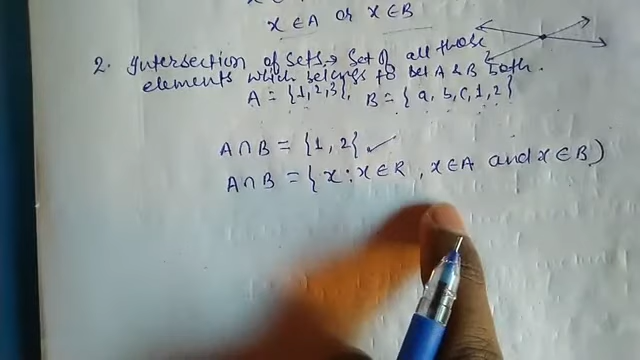 x ∈ A or x ∈ B
2. Intersection of sets → Set of all those
elements which belongs to set A & B both.
A = {1, 2, 3}, B = {a, b, c, 1, 2}
A ∩ B = {1, 2} ✓
A ∩ B = { x : x ∈ R , x ∈ A and x ∈ B.)